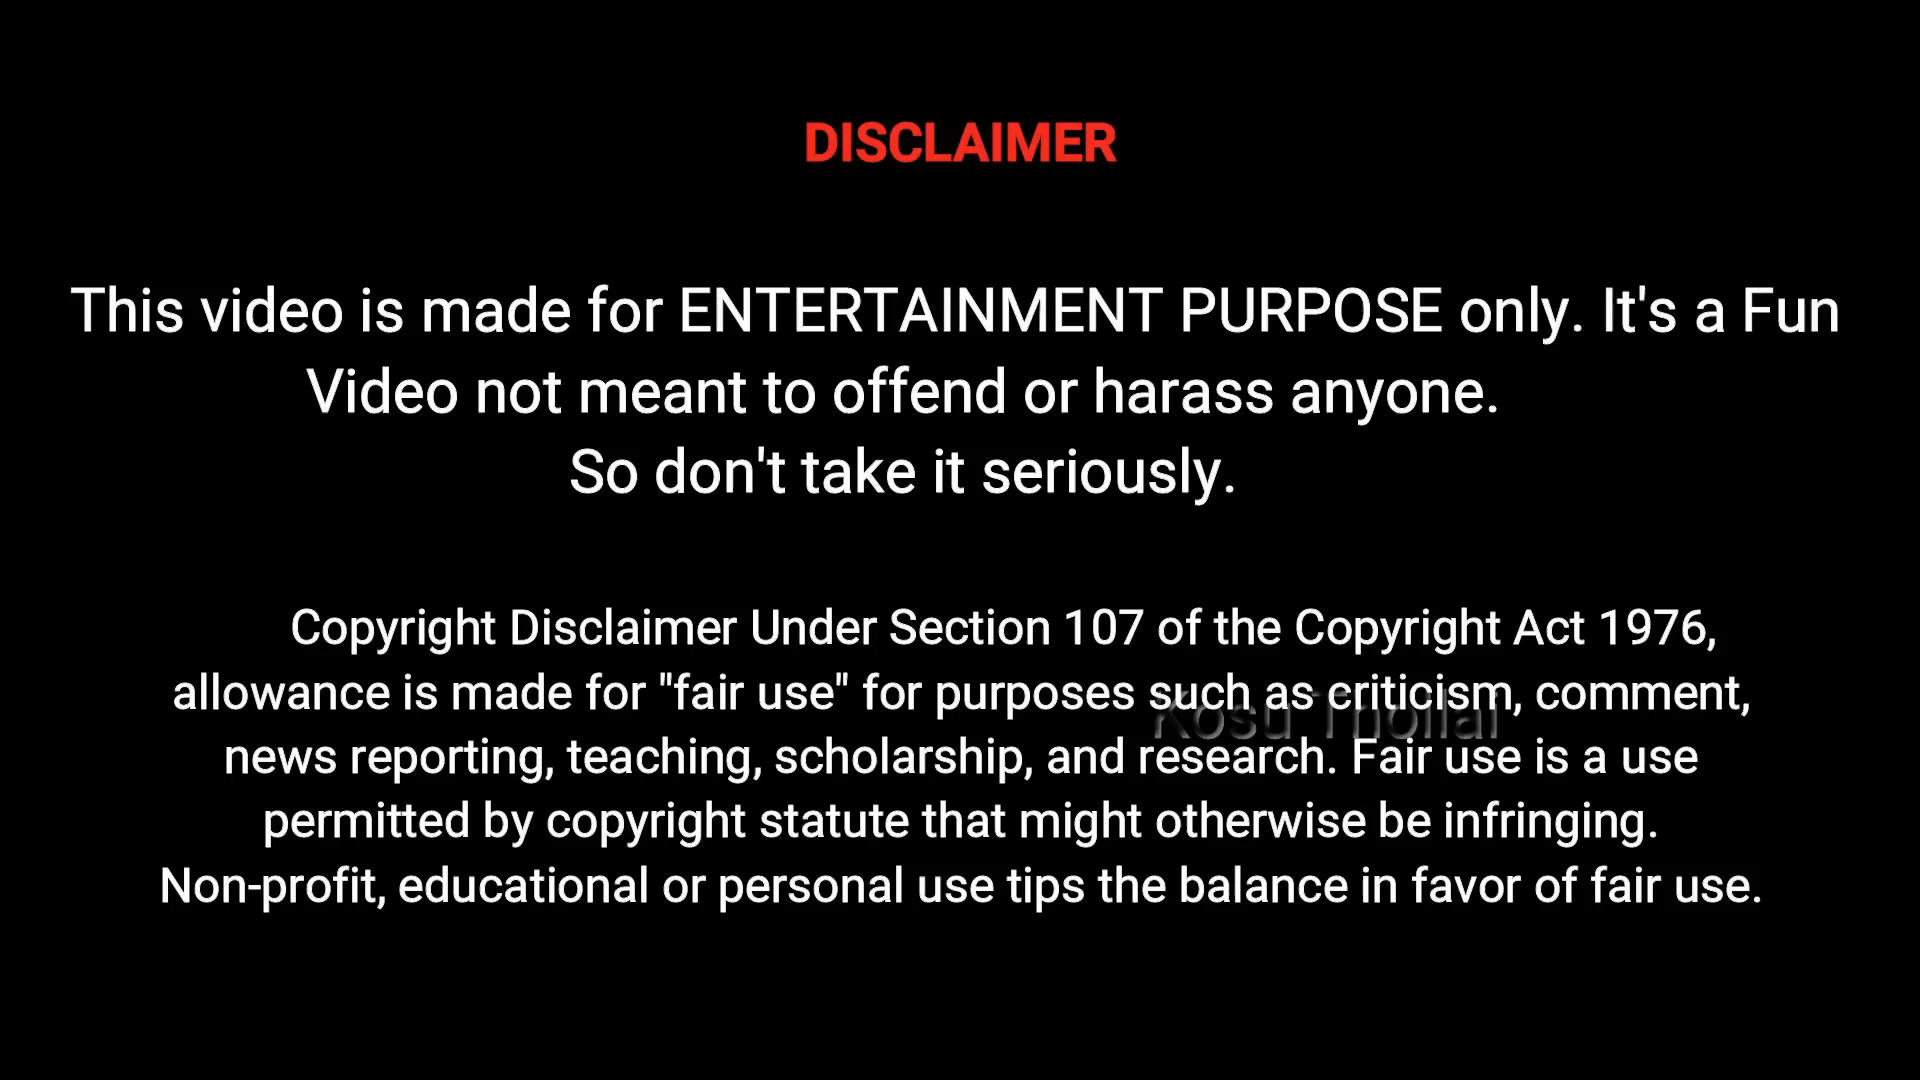 DISCLAIMER
This video is made for ENTERTAINMENT PURPOSE only. It's a Fun
Video not meant to offend or harass anyone.
So don't take it seriously.
Copyright Disclaimer Under Section 107 of the Copyright Act 1976,
allowance is made for "fair use" for purposes such as criticism, comment,
Kosu Thollai
news reporting, teaching, scholarship, and research. Fair use is a use
permitted by copyright statute that might otherwise be infringing.
Non-profit, educational or personal use tips the balance in favor of fair use.